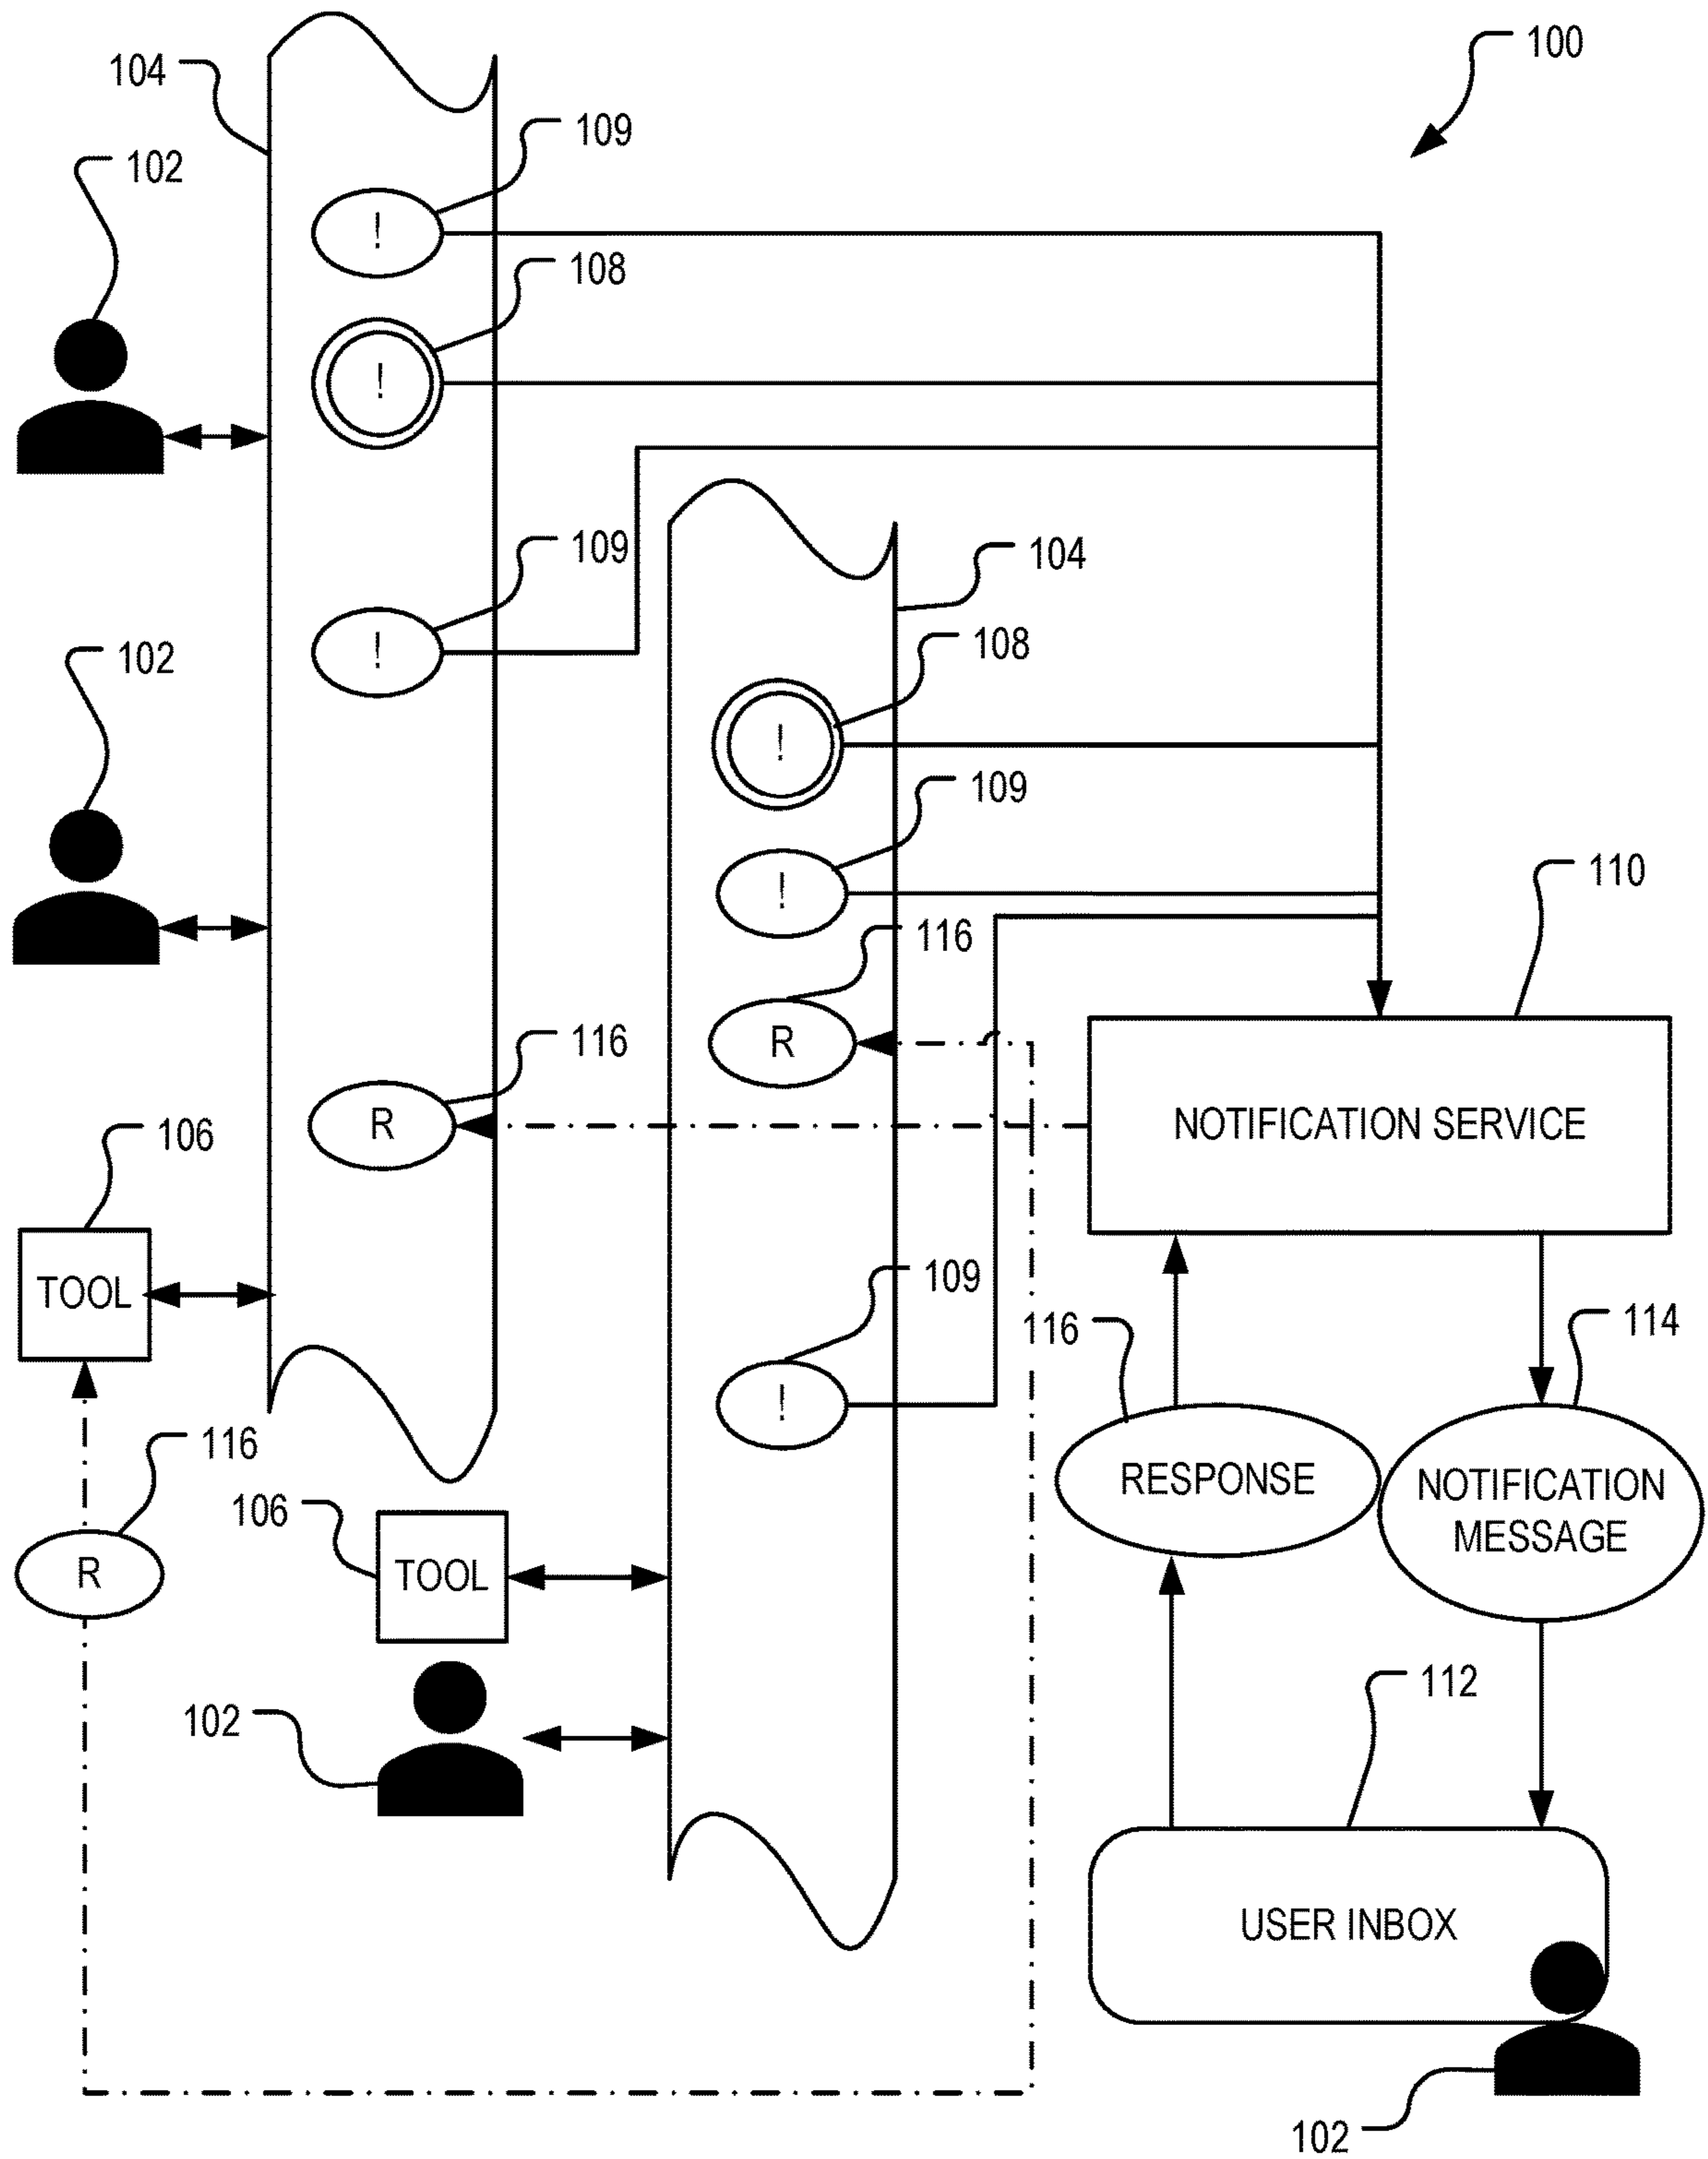 100
104
109
102
!
108
!
109
104
!
102
108
!
109
110
!
116
116
R
NOTIFICATION SERVICE
R
106
109
TOOL
116
114
!
116
RESPONSE
NOTIFICATION
MESSAGE
106
R
TOOL
112
102
USER INBOX
102